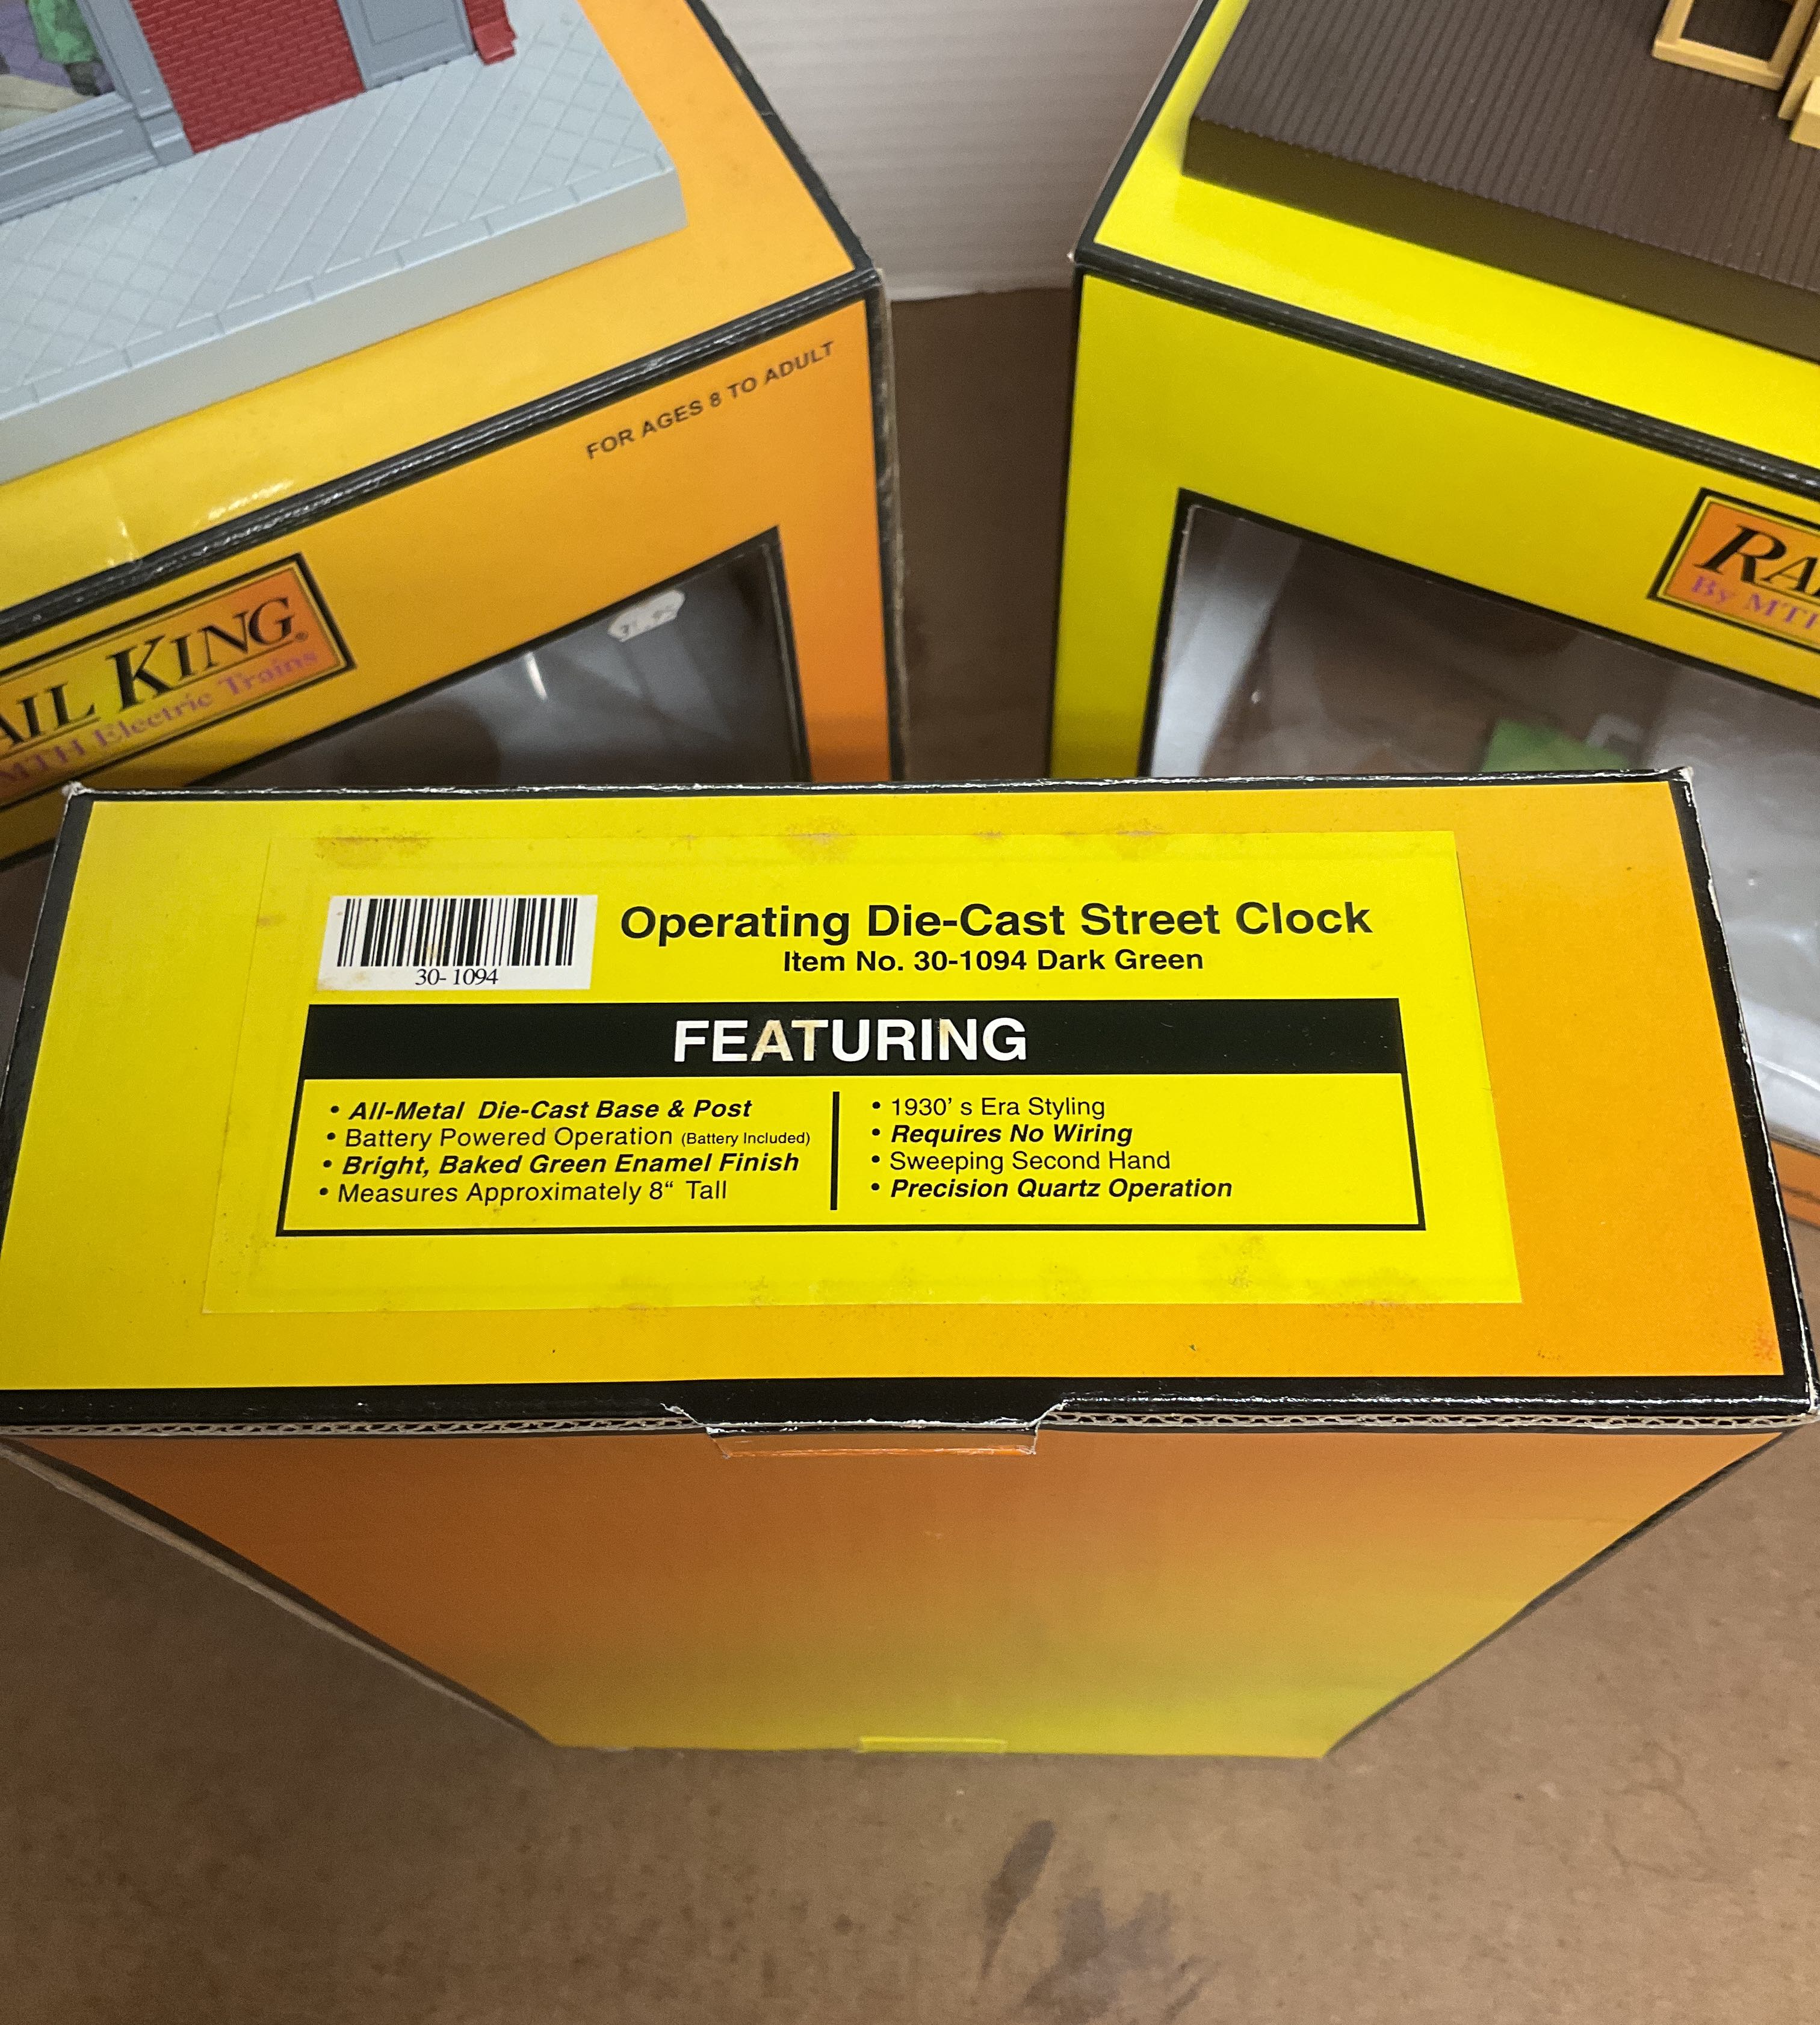 FOR AGES 8 TO ADULT
AIL KING®
MTH Electric Trains
RA
By MTH
30-1094
Operating Die-Cast Street Clock
Item No. 30-1094 Dark Green
FEATURING
• All-Metal Die-Cast Base & Post
• Battery Powered Operation (Battery Included)
• Bright, Baked Green Enamel Finish
• Measures Approximately 8“ Tall
• 1930’ s Era Styling
• Requires No Wiring
• Sweeping Second Hand
• Precision Quartz Operation